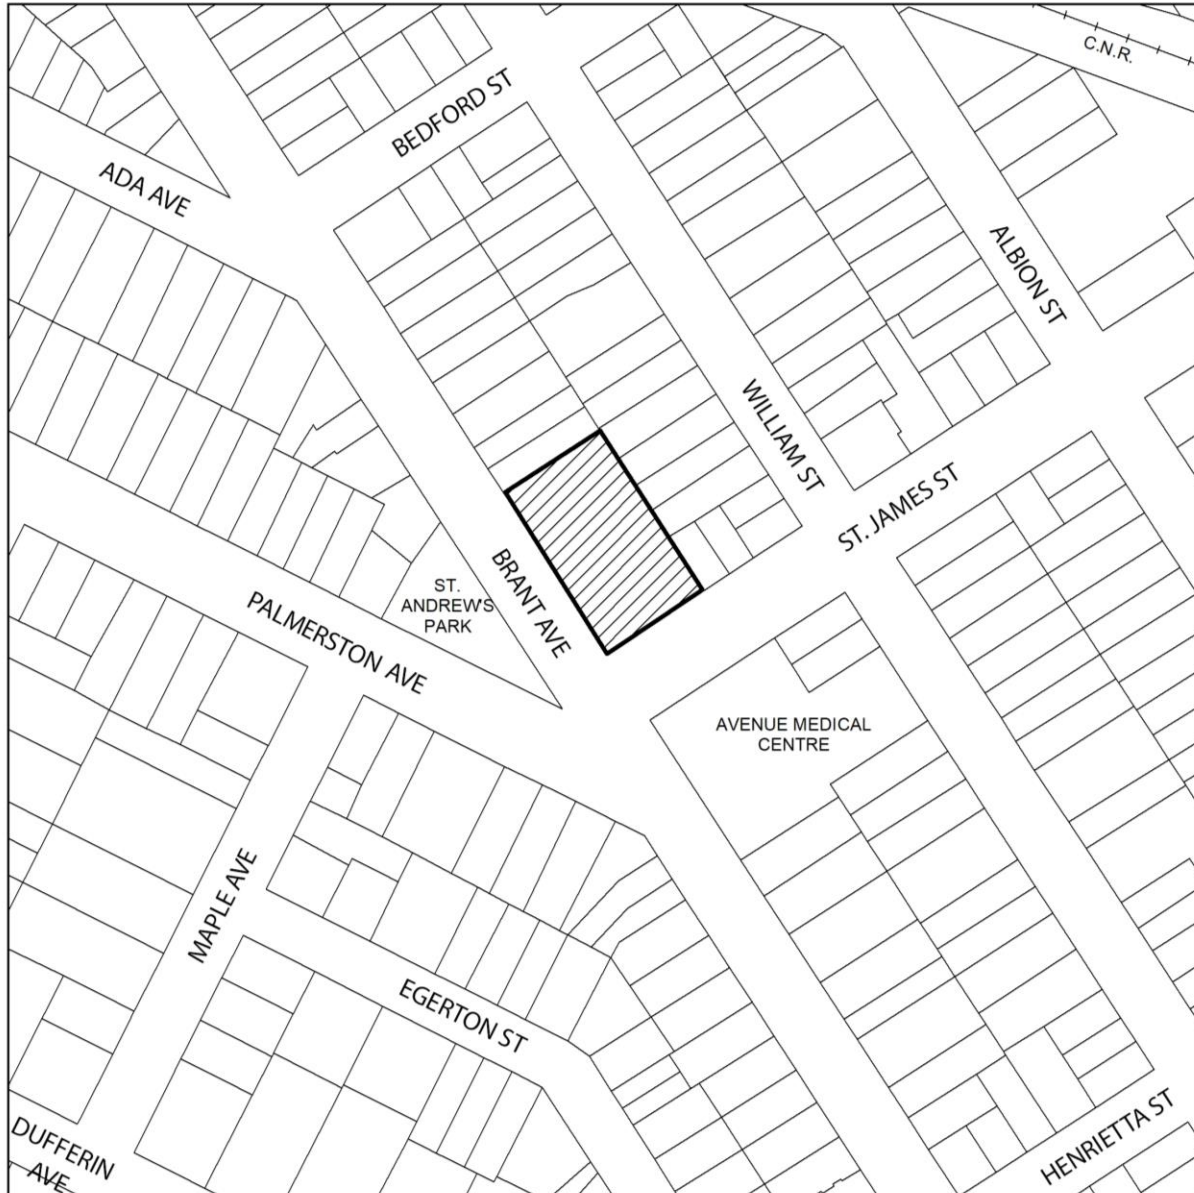 C.N.R.
BEDFORD ST
ADA AVE
ALBION ST
WILLIAM ST
ST. JAMES ST
BRANT AVE
ST.
ANDREW'S
PARK
PALMERSTON AVE
AVENUE MEDICAL
CENTRE
MAPLE AVE
EGERTON ST
DUFFERIN
AVE
HENRIETTA ST